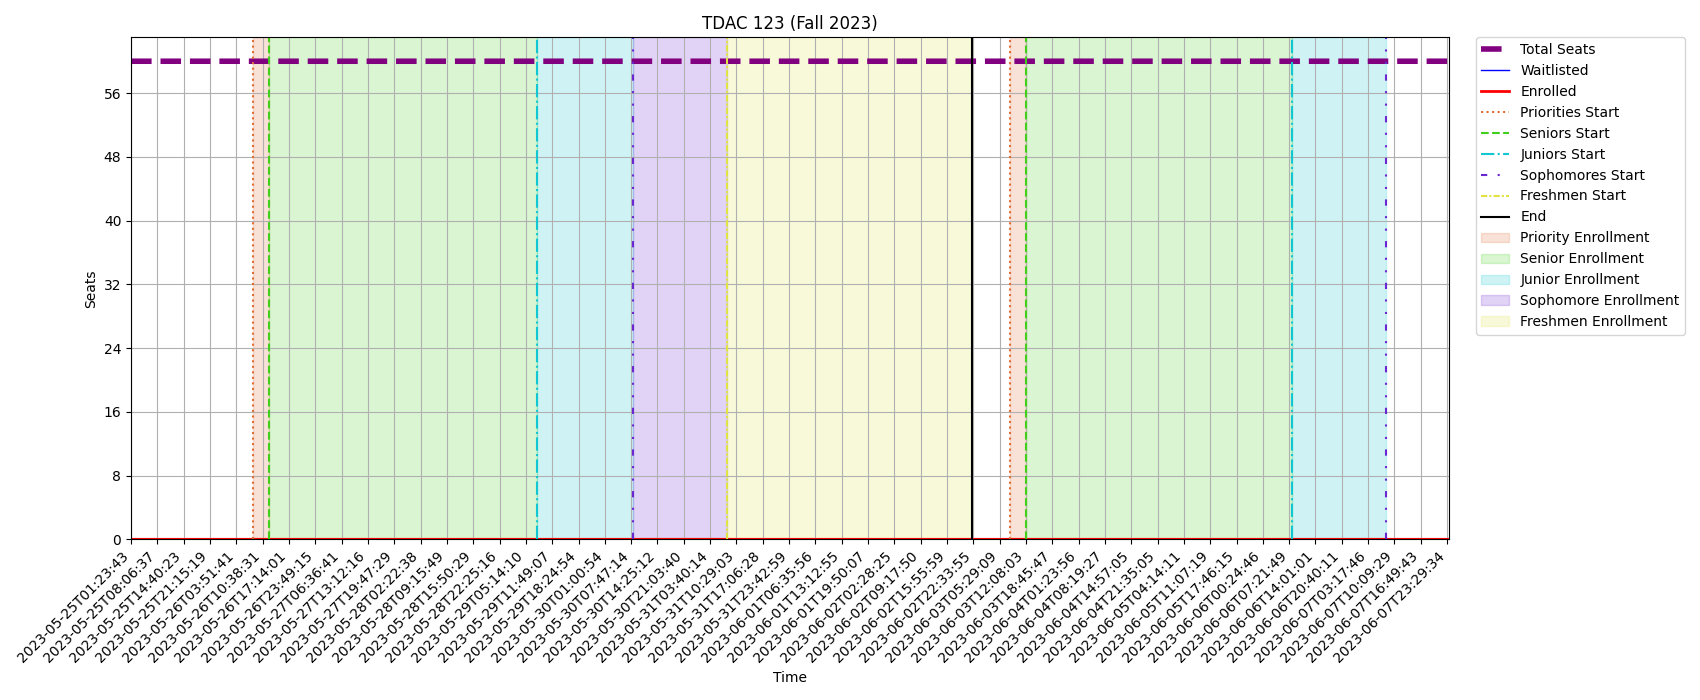 TDAC 123 (Fall 2023)
Seats
56
48
40
32
24
16
8
0
2023-05-25T01:23:43
2023-05-25T08:06:37
2023-05-25T14:40:23
2023-05-25T21:15:19
2023-05-26T03:51:41
2023-05-26T10:38:31
2023-05-26T17:14:01
2023-05-26T23:49:15
2023-05-27T06:36:41
2023-05-27T13:12:16
2023-05-27T19:47:29
2023-05-28T02:22:38
2023-05-28T09:15:49
2023-05-28T15:50:29
2023-05-28T22:25:16
2023-05-29T05:14:10
2023-05-29T11:49:07
2023-05-29T18:24:54
2023-05-30T01:00:54
2023-05-30T07:47:14
2023-05-30T14:25:12
2023-05-30T21:03:40
2023-05-31T03:40:14
2023-05-31T10:29:03
2023-05-31T17:06:28
2023-05-31T23:42:59
2023-06-01T06:35:56
2023-06-01T13:12:55
2023-06-01T19:50:07
2023-06-02T02:28:25
2023-06-02T09:17:50
2023-06-02T15:55:59
2023-06-02T22:33:55
2023-06-03T05:29:09
2023-06-03T12:08:03
2023-06-03T18:45:47
2023-06-04T01:23:56
2023-06-04T08:19:27
2023-06-04T14:57:05
2023-06-04T21:35:05
2023-06-05T04:14:11
2023-06-05T11:07:19
2023-06-05T17:46:15
2023-06-06T00:24:46
2023-06-06T07:21:49
2023-06-06T14:01:01
2023-06-06T20:40:11
2023-06-07T03:17:46
2023-06-07T10:09:29
2023-06-07T16:49:43
2023-06-07T23:29:34
Time
Total Seats
Waitlisted
Enrolled
Priorities Start
Seniors Start
Juniors Start
Sophomores Start
Freshmen Start
End
Priority Enrollment
Senior Enrollment
Junior Enrollment
Sophomore Enrollment
Freshmen Enrollment